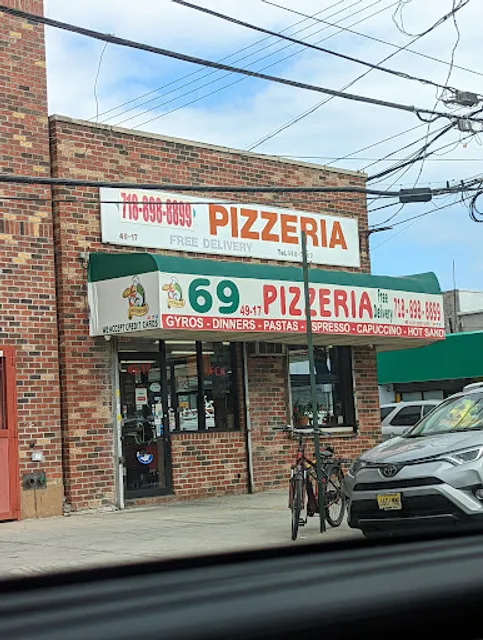 718-898-8899
PIZZERIA
49-17
FREE DELIVERY
69
49-17
PIZZERIA
Free
Delivery
718-898-8899
WE ACCEPT CREDIT CARDS
GYROS - DINNERS - PASTAS - ESPRESSO - CAPUCCINO - HOT SAND